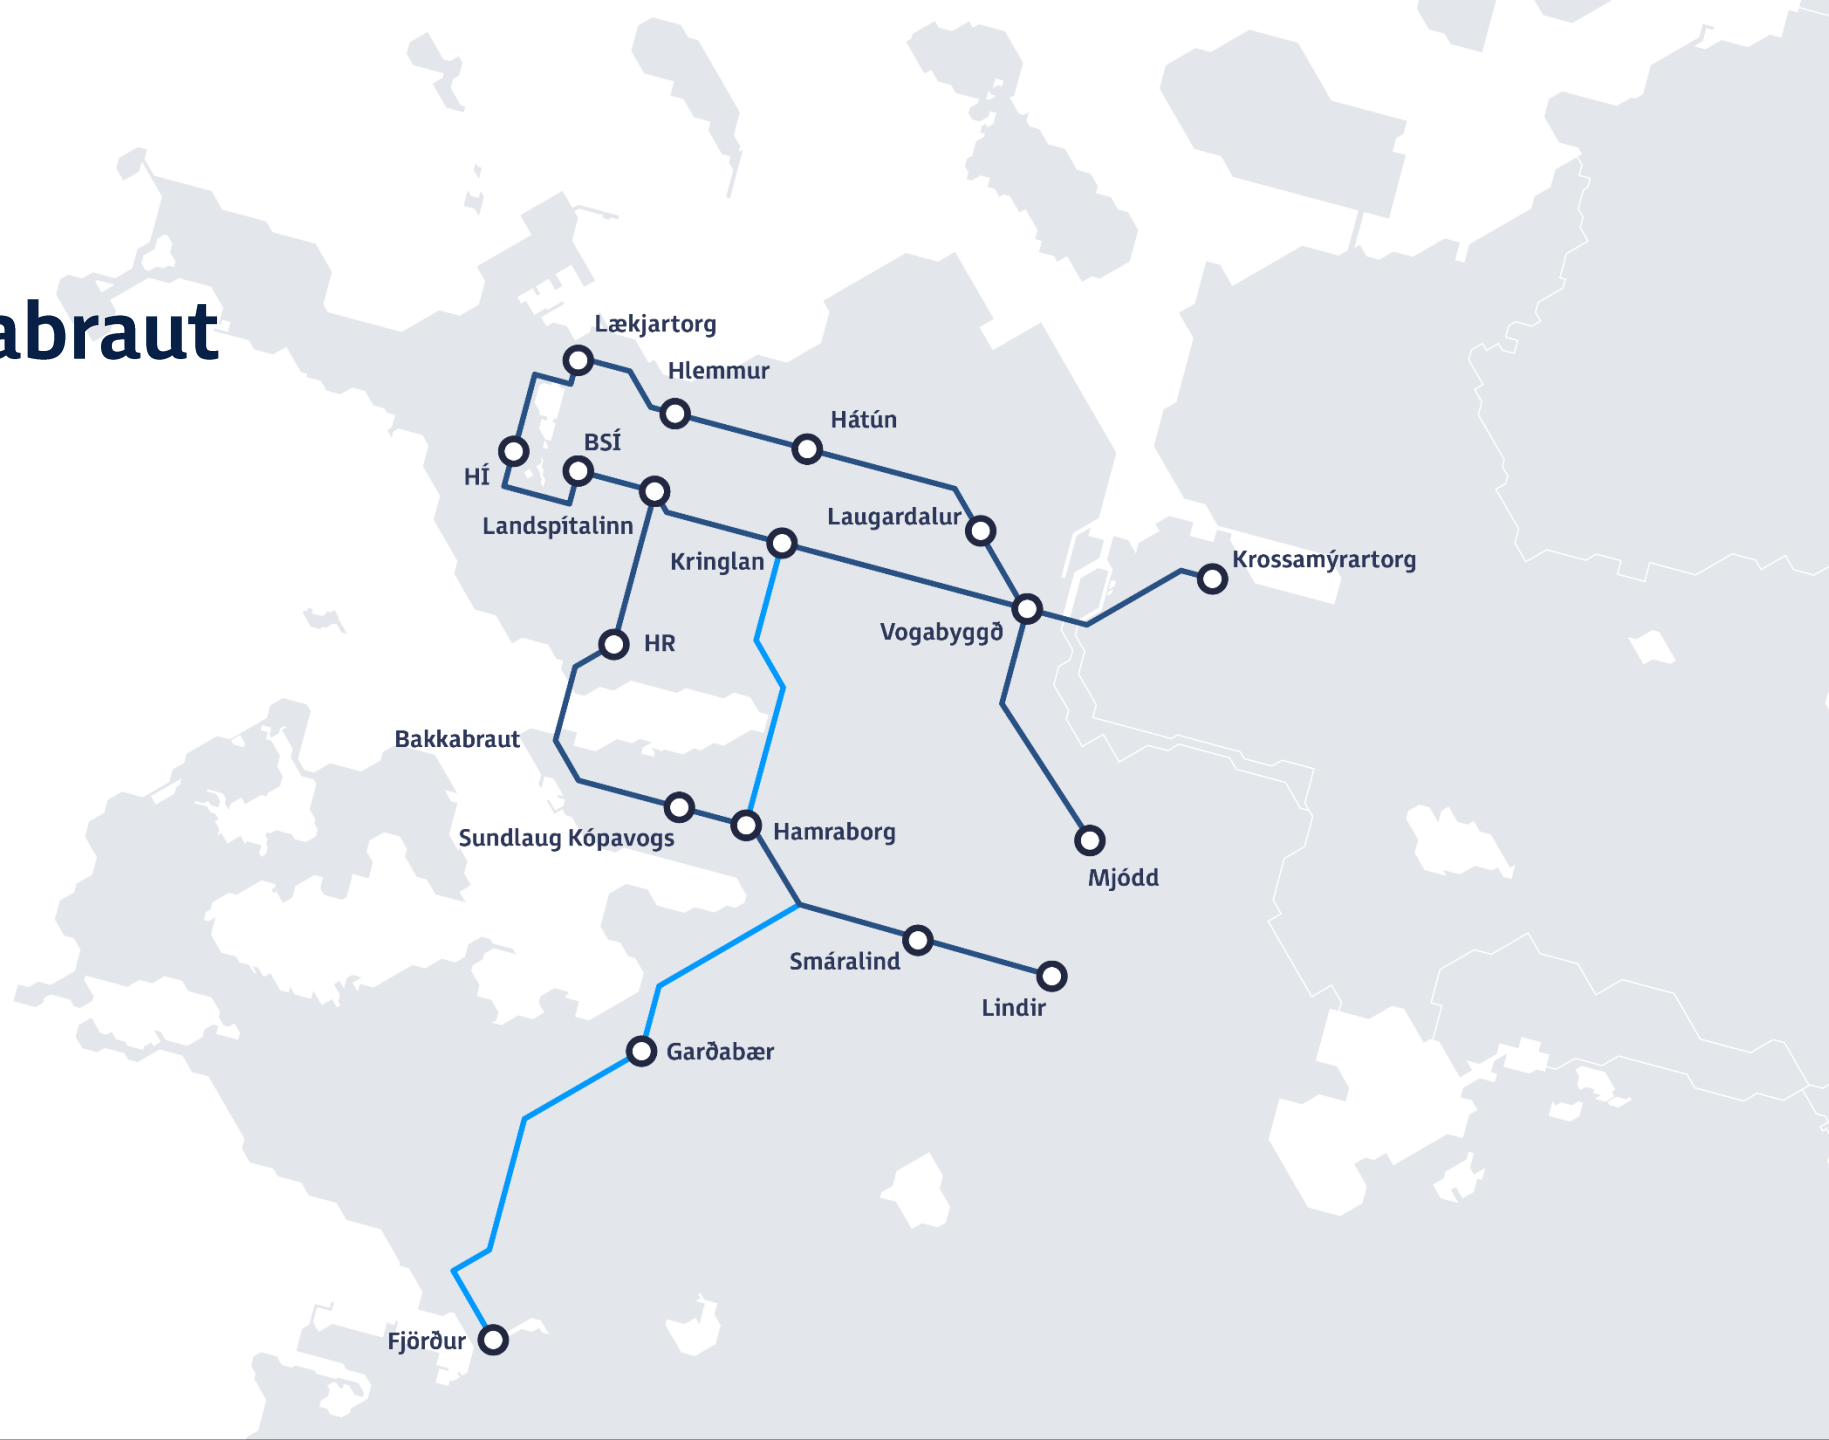 abraut
Lækjartorg
Hlemmur
Hátún
BSÍ
HÍ
Landspítalinn
Laugardalur
Kringlan
Krossamýrartorg
Vogabyggð
HR
Bakkabraut
Sundlaug Kópavogs
Hamraborg
Mjódd
Smáralind
Lindir
Garðabær
Fjörður